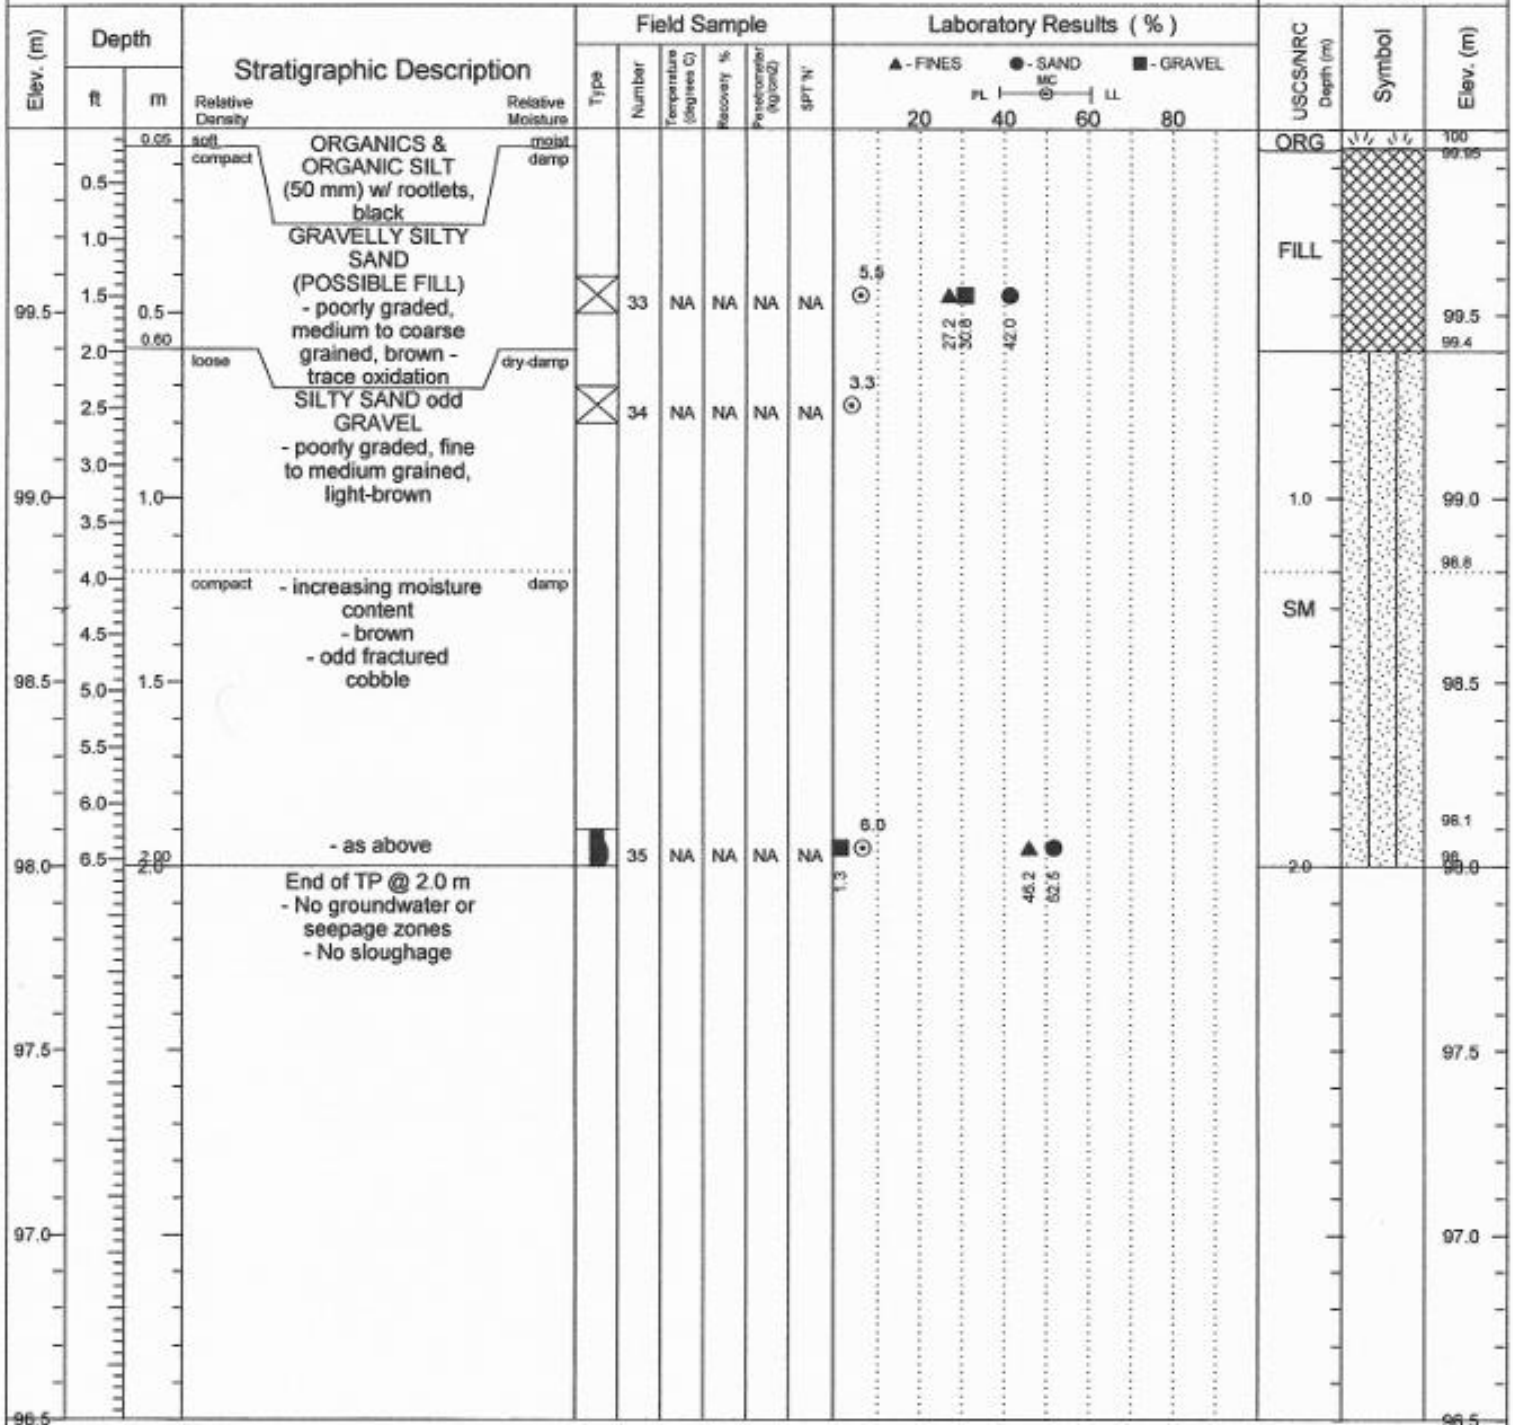 Elev. (m)
Depth
ft
m
Stratigraphic Description
Relative Density
Relative Moisture
Field Sample
Type
Number
Temperature (degrees C)
Recovery %
Penetrometer (kg/cm2)
SPT 'N'
Laboratory Results ( % )
▲ - FINES ● - SAND ■ - GRAVEL
PL MC LL
20 40 60 80
USCS/NRC
Depth (m)
Symbol
Elev. (m)
0.05 soft
ORGANICS &
moist
ORG
100
compact
ORGANIC SILT
damp
99.95
0.5
(50 mm) w/ rootlets,
black
1.0
GRAVELLY SILTY
SAND
FILL
(POSSIBLE FILL)
1.5
- poorly graded,
33 NA NA NA NA
27.2
42.0
99.5
0.5
medium to coarse
99.5
0.60
grained, brown -
99.4
2.0
loose
trace oxidation
dry-damp
SILTY SAND odd
3.3
2.5
GRAVEL
34 NA NA NA NA
- poorly graded, fine
3.0
to medium grained,
99.0
1.0
light-brown
1.0
99.0
3.5
4.0
compact
- increasing moisture
damp
content
SM
4.5
- brown
- odd fractured
98.5
5.0
1.5
cobble
98.5
5.5
6.0
6.0
98.1
- as above
35 NA NA NA NA
1.3
46.2
98.0
6.5
2.00
2.0
2.0
98
98.0
End of TP @ 2.0 m
- No groundwater or
seepage zones
- No sloughage
97.5
97.5
97.0
97.0
96.5
96.5